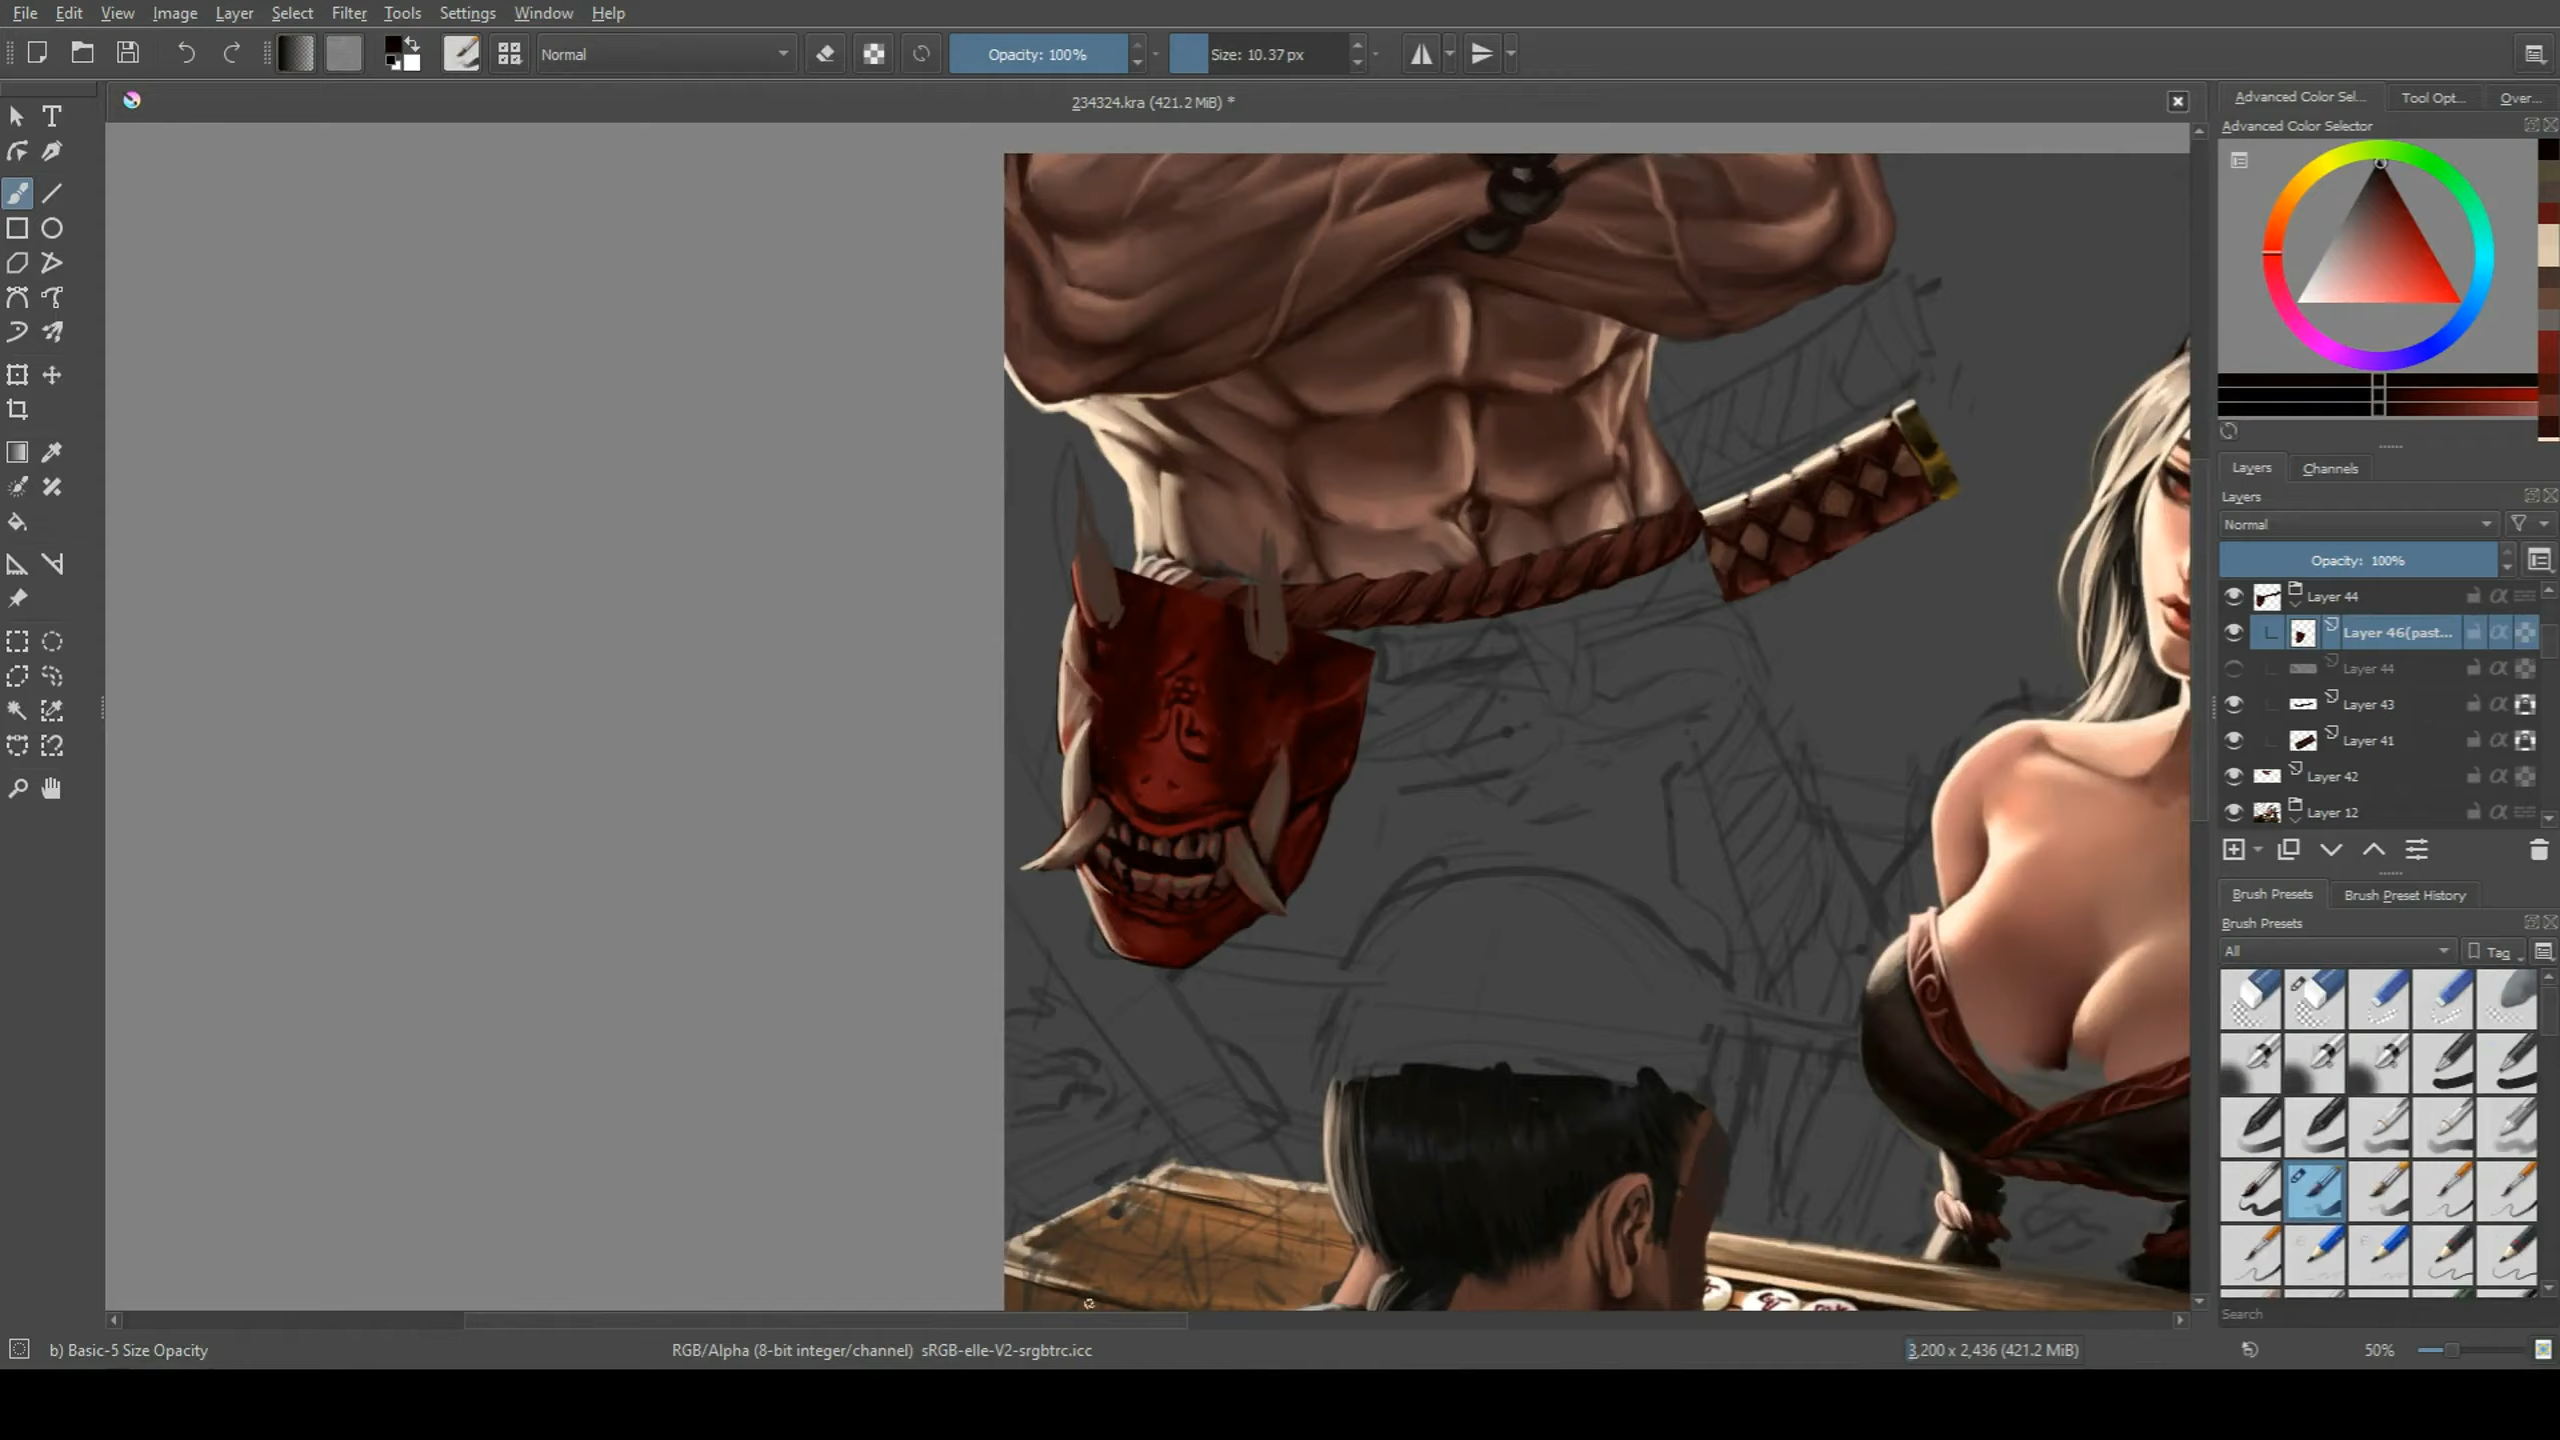 File Edit View Image Layer Select Filter Tools Settings Window Help
Normal
Opacity: 100%
Size: 10.37 px
234324.kra (421.2 MiB) *
Advanced Color Sel...
Tool Opt...
Over...
Advanced Color Selector
Layers
Channels
Layers
Normal
Opacity: 100%
Layer 44
Layer 46(past...
Layer 44
Layer 43
Layer 41
Layer 42
Layer 12
Brush Presets
Brush Preset History
Brush Presets
All
Tag
Search
b) Basic-5 Size Opacity
RGB/Alpha (8-bit integer/channel) sRGB-elle-V2-srgbtrc.icc
3,200 x 2,436 (421.2 MiB)
50%